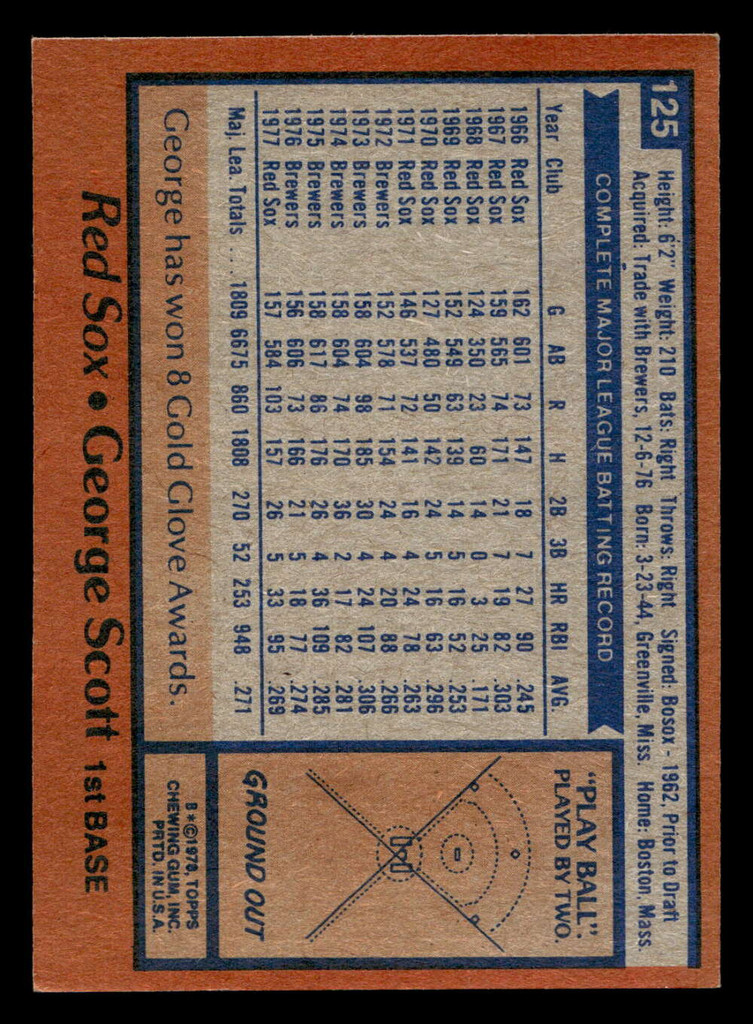 125
Height: 6'2" Weight: 210 Bats: Right Throws: Right Signed: Bosox - 1962, Prior to Draft
Acquired: Trade with Brewers, 12-6-76 Born: 3-23-44, Greenville, Miss. Home: Boston, Mass.
COMPLETE MAJOR LEAGUE BATTING RECORD
Year Club G AB R H 2B 3B HR RBI AVG.
1966 Red Sox 162 601 73 147 18 7 27 90 .245
1967 Red Sox 159 565 74 171 21 7 19 82 .303
1968 Red Sox 124 350 23 60 14 0 3 25 .171
1969 Red Sox 152 549 63 139 14 5 16 52 .253
1970 Red Sox 127 480 50 142 24 5 16 63 .296
1971 Red Sox 146 537 72 141 16 4 24 78 .263
1972 Brewers 152 578 71 154 24 4 20 88 .266
1973 Brewers 158 604 98 185 30 4 24 107 .306
1974 Brewers 158 604 74 170 36 2 17 82 .281
1975 Brewers 158 617 86 176 26 4 36 109 .285
1976 Brewers 156 606 73 166 21 5 18 77 .274
1977 Red Sox 157 584 103 157 26 5 33 95 .269
Maj Lea. Totals ... 1809 6675 860 1808 270 52 253 948 .271
George has won 8 Gold Glove Awards.
"PLAY BALL".
PLAYED BY TWO.
GROUND OUT
B*©1978, TOPPS
CHEWING GUM, INC.
PRTD. IN U.S.A.
Red Sox • George Scott 1st BASE